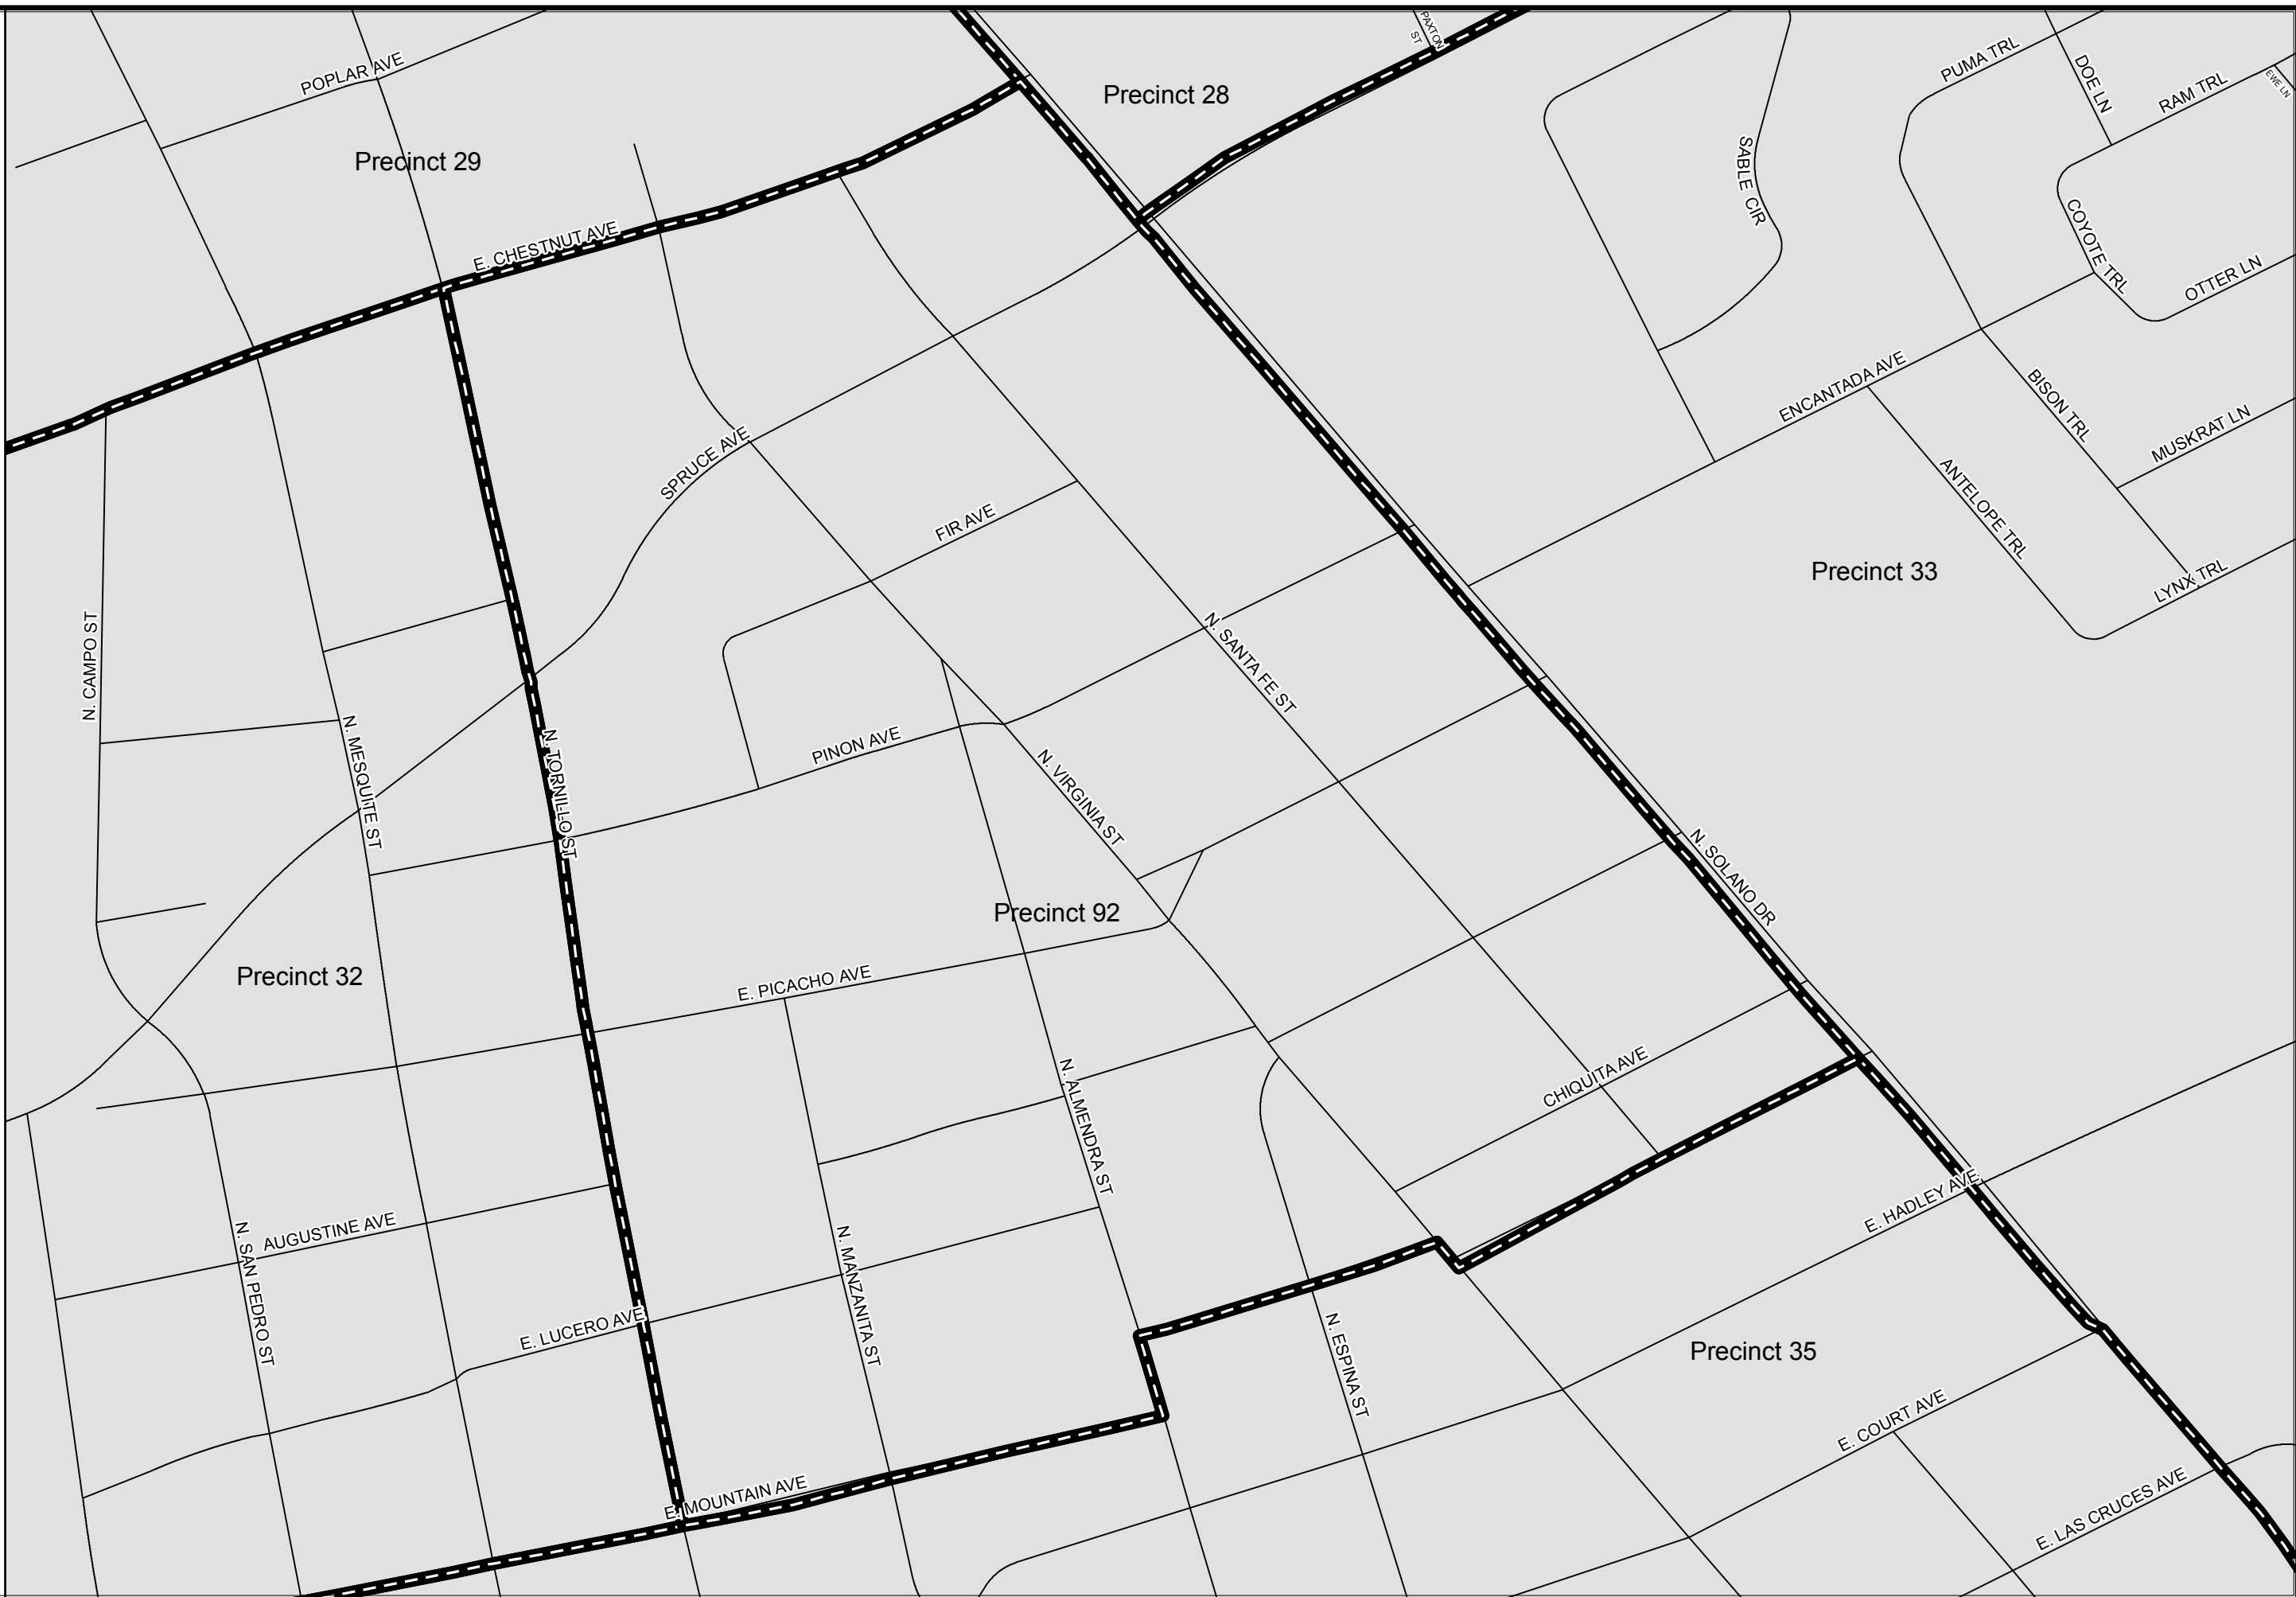 PAXTON
ST
PUMA TRL
POPLAR AVE
DOE LN
RAM TRL
EWE LN
Precinct 28
Precinct 29
SABLE CIR
E. CHESTNUT AVE
COYOTE TRL
OTTER LN
ENCANTADA AVE
BISON TRL
MUSKRAT LN
SPRUCE AVE
FIR AVE
ANTELOPE TRL
Precinct 33
LYNX TRL
N. CAMPO ST
N. SANTA FE ST
N. MESQUITE ST
N. TORNILLO ST
PINON AVE
N. VIRGINIA ST
N. SOLANO DR
Precinct 92
Precinct 32
E. PICACHO AVE
CHIQUITA AVE
N. ALMENDRA ST
E. HADLEY AVE
AUGUSTINE AVE
N. SAN PEDRO ST
N. MANZANITA ST
E. LUCERO AVE
N. ESPINA ST
Precinct 35
E. COURT AVE
E. MOUNTAIN AVE
E. LAS CRUCES AVE